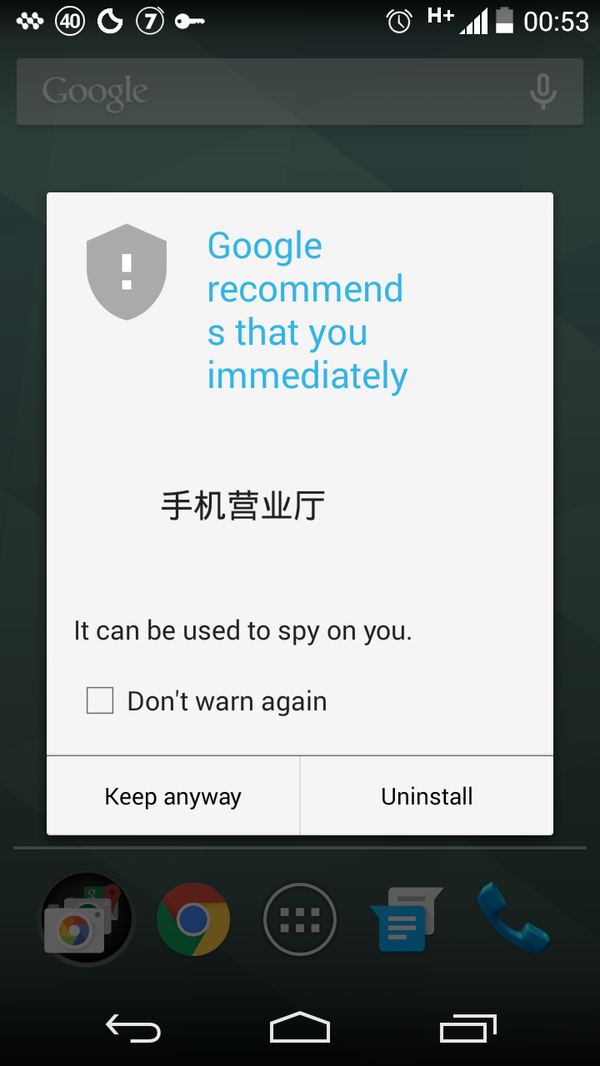 40 7 H+ 00:53
Google
Google
recommend
s that you
immediately
手机营业厅
It can be used to spy on you.
Don't warn again
Keep anyway Uninstall
g